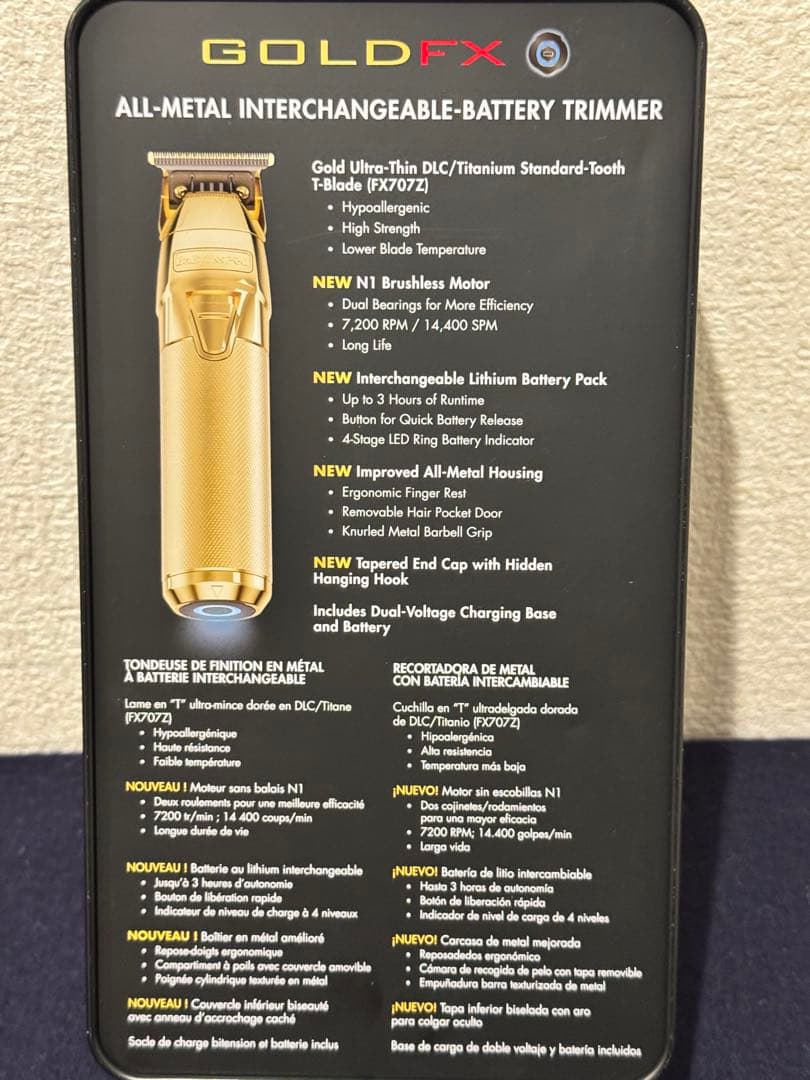 GOLDFX
ALL-METAL INTERCHANGEABLE-BATTERY TRIMMER
Gold Ultra-Thin DLC/Titanium Standard-Tooth
T-Blade (FX707Z)
• Hypoallergenic
• High Strength
• Lower Blade Temperature
NEW N1 Brushless Motor
• Dual Bearings for More Efficiency
• 7,200 RPM / 14,400 SPM
• Long Life
NEW Interchangeable Lithium Battery Pack
• Up to 3 Hours of Runtime
• Button for Quick Battery Release
• 4-Stage LED Ring Battery Indicator
NEW Improved All-Metal Housing
• Ergonomic Finger Rest
• Removable Hair Pocket Door
• Knurled Metal Barbell Grip
NEW Tapered End Cap with Hidden
Hanging Hook
Includes Dual-Voltage Charging Base
and Battery
TONDEUSE DE FINITION EN MÉTAL
À BATTERIE INTERCHANGEABLE
Lame en “T” ultra-mince dorée en DLC/Titane
(FX707Z)
• Hypoallergénique
• Haute résistance
• Faible température
NOUVEAU ! Moteur sans balais N1
• Deux roulements pour une meilleure efficacité
• 7200 tr/min ; 14 400 coups/min
• Longue durée de vie
NOUVEAU ! Batterie au lithium interchangeable
• Jusqu’à 3 heures d’autonomie
• Bouton de libération rapide
• Indicateur de niveau de charge à 4 niveaux
NOUVEAU ! Boîtier en métal amélioré
• Repose-doigts ergonomique
• Compartiment à poils avec couvercle amovible
• Poignée cylindrique texturée en métal
NOUVEAU ! Couvercle inférieur biseauté
avec anneau d’accrochage caché
Socle de charge bitension et batterie inclus
RECORTADORA DE METAL
CON BATERÍA INTERCAMBIABLE
Cuchilla en “T” ultradelgada dorada
de DLC/Titanio (FX707Z)
• Hipoalergénica
• Alta resistencia
• Temperatura más baja
¡NUEVO! Motor sin escobillas N1
• Dos cojinetes/rodamientos
para una mayor eficacia
• 7200 RPM; 14.400 golpes/min
• Larga vida
¡NUEVO! Batería de litio intercambiable
• Hasta 3 horas de autonomía
• Botón de liberación rápida
• Indicador de nivel de carga de 4 niveles
¡NUEVO! Carcasa de metal mejorada
• Reposadedos ergonómico
• Cámara de recogida de pelo con tapa removible
• Empuñadura barra texturizada de metal
¡NUEVO! Tapa inferior biselada con aro
para colgar oculto
Base de carga de doble voltaje y batería incluidos